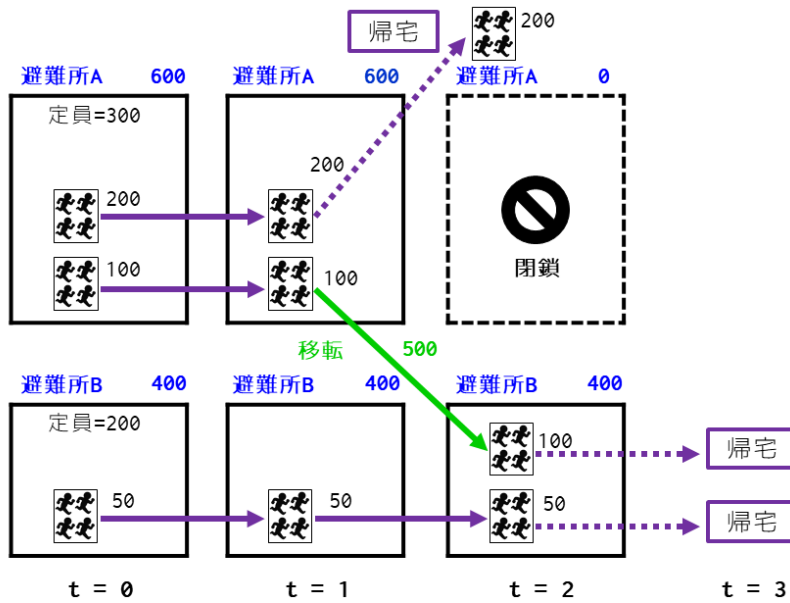 帰宅 200
避難所A 600 避難所A 600 避難所A 0
定員=300
200
200 100
100 100
閉鎖
移転 500
避難所B 400 避難所B 400 避難所B 400
定員=200
100 帰宅
50 50 50 帰宅
t = 0 t = 1 t = 2 t = 3